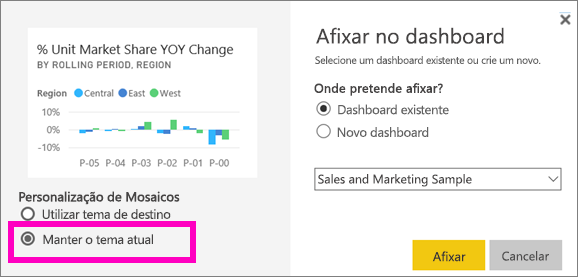 % Unit Market Share YOY Change
BY ROLLING PERIOD, REGION
Region Central East West
10%
0%
-10%
P-05 P-04 P-03 P-02 P-01 P-00
Personalização de Mosaicos
Utilizar tema de destino
Manter o tema atual
Afixar no dashboard
Selecione um dashboard existente ou crie um novo.
Onde pretende afixar?
Dashboard existente
Novo dashboard
Sales and Marketing Sample
Afixar Cancelar